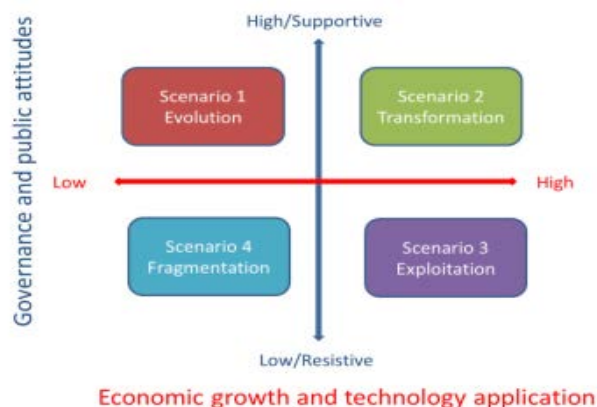 High/Supportive
Governance and public attitudes
Scenario 1
Evolution
Scenario 2
Transformation
Low
High
Scenario 4
Fragmentation
Scenario 3
Exploitation
Low/Resistive
Economic growth and technology application